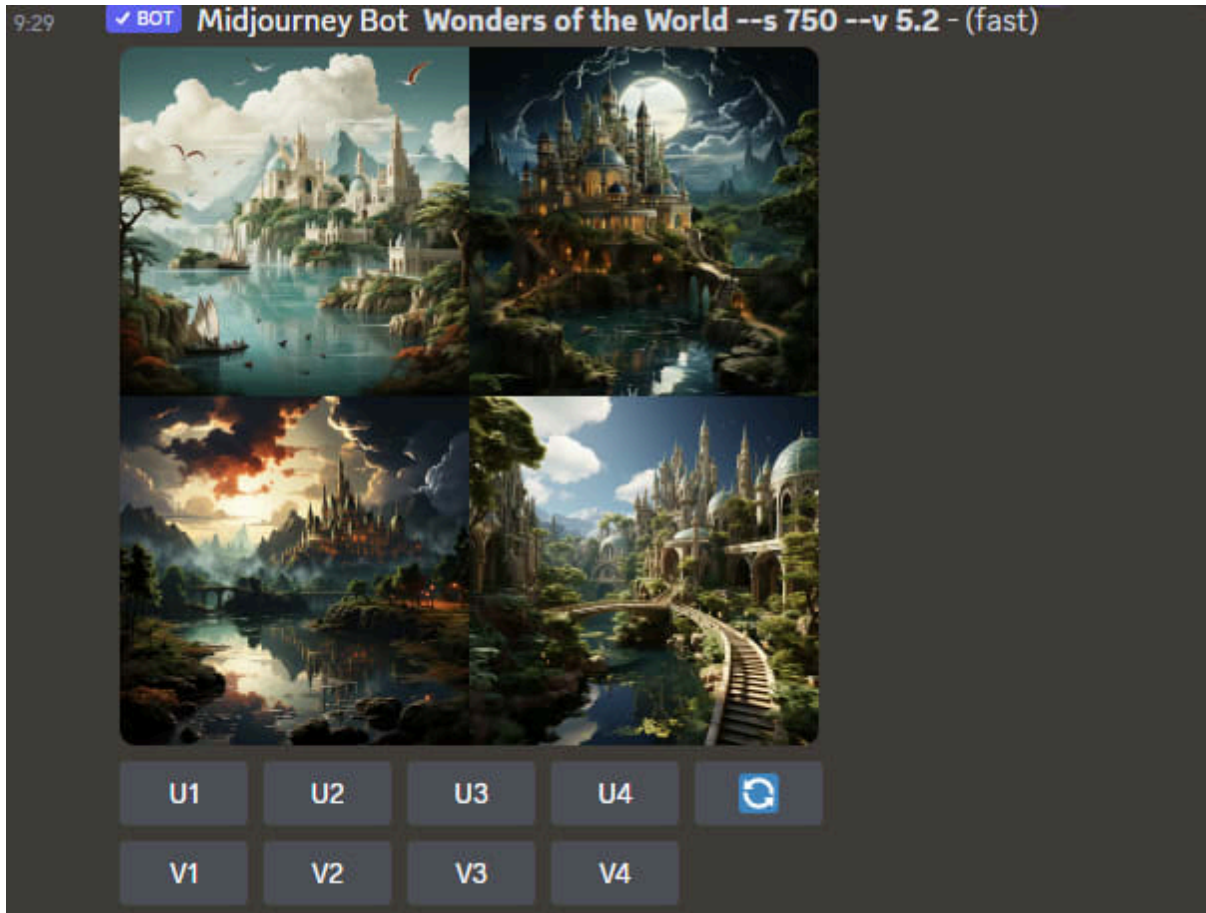 9:29 ✓ BOT Midjourney Bot Wonders of the World --s 750 --v 5.2 - (fast)
U1 U2 U3 U4
V1 V2 V3 V4